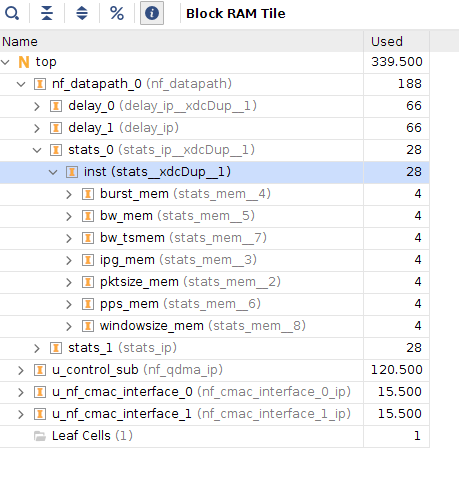 Block RAM Tile
Name Used
N top 339.500
nf_datapath_0 (nf_datapath) 188
delay_0 (delay_ip__xdcDup__1) 66
delay_1 (delay_ip) 66
stats_0 (stats_ip__xdcDup__1) 28
inst (stats__xdcDup__1) 28
burst_mem (stats_mem__4) 4
bw_mem (stats_mem__5) 4
bw_tsmem (stats_mem__7) 4
ipg_mem (stats_mem__3) 4
pktsize_mem (stats_mem__2) 4
pps_mem (stats_mem__6) 4
windowsize_mem (stats_mem__8) 4
stats_1 (stats_ip) 28
u_control_sub (nf_qdma_ip) 120.500
u_nf_cmac_interface_0 (nf_cmac_interface_0_ip) 15.500
u_nf_cmac_interface_1 (nf_cmac_interface_1_ip) 15.500
Leaf Cells (1) 1